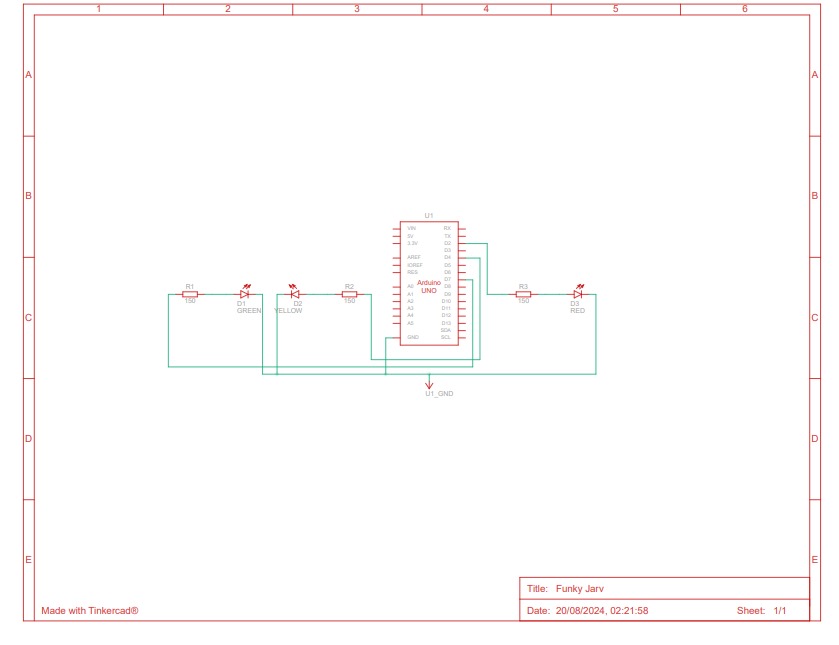 1 2 3 4 5 6
A A
B B
U1
VIN RX
5V TX
3.3V D2
D3
AREF D4
IOREF D5
RES D6
D7
A0 D8
A1 D9
A2 D10
A3 D11
A4 D12
A5 D13
SDA
GND SCL
Arduino
UNO
R1
150
D1
GREEN
D2
YELLOW
R2
150
R3
150
D3
RED
C C
U1_GND
D D
E E
Title: Funky Jarv
Made with Tinkercad®
Date: 20/08/2024, 02:21:58 Sheet: 1/1